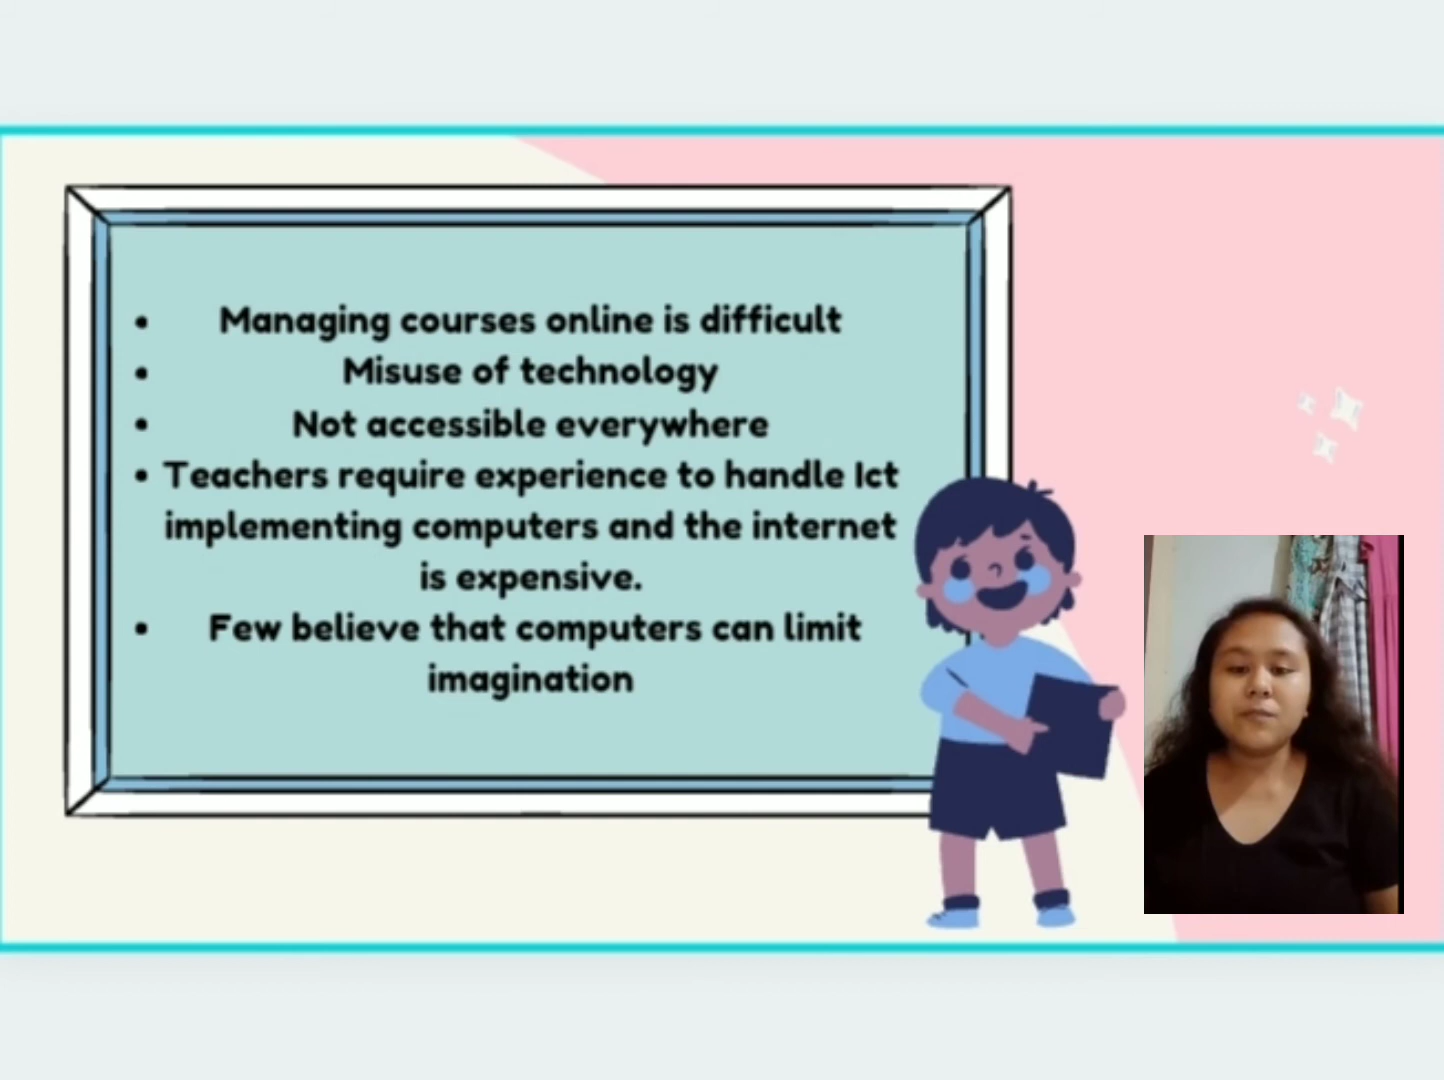 • Managing courses online is difficult
• Misuse of technology
• Not accessible everywhere
• Teachers require experience to handle Ict
implementing computers and the internet
is expensive.
• Few believe that computers can limit
imagination